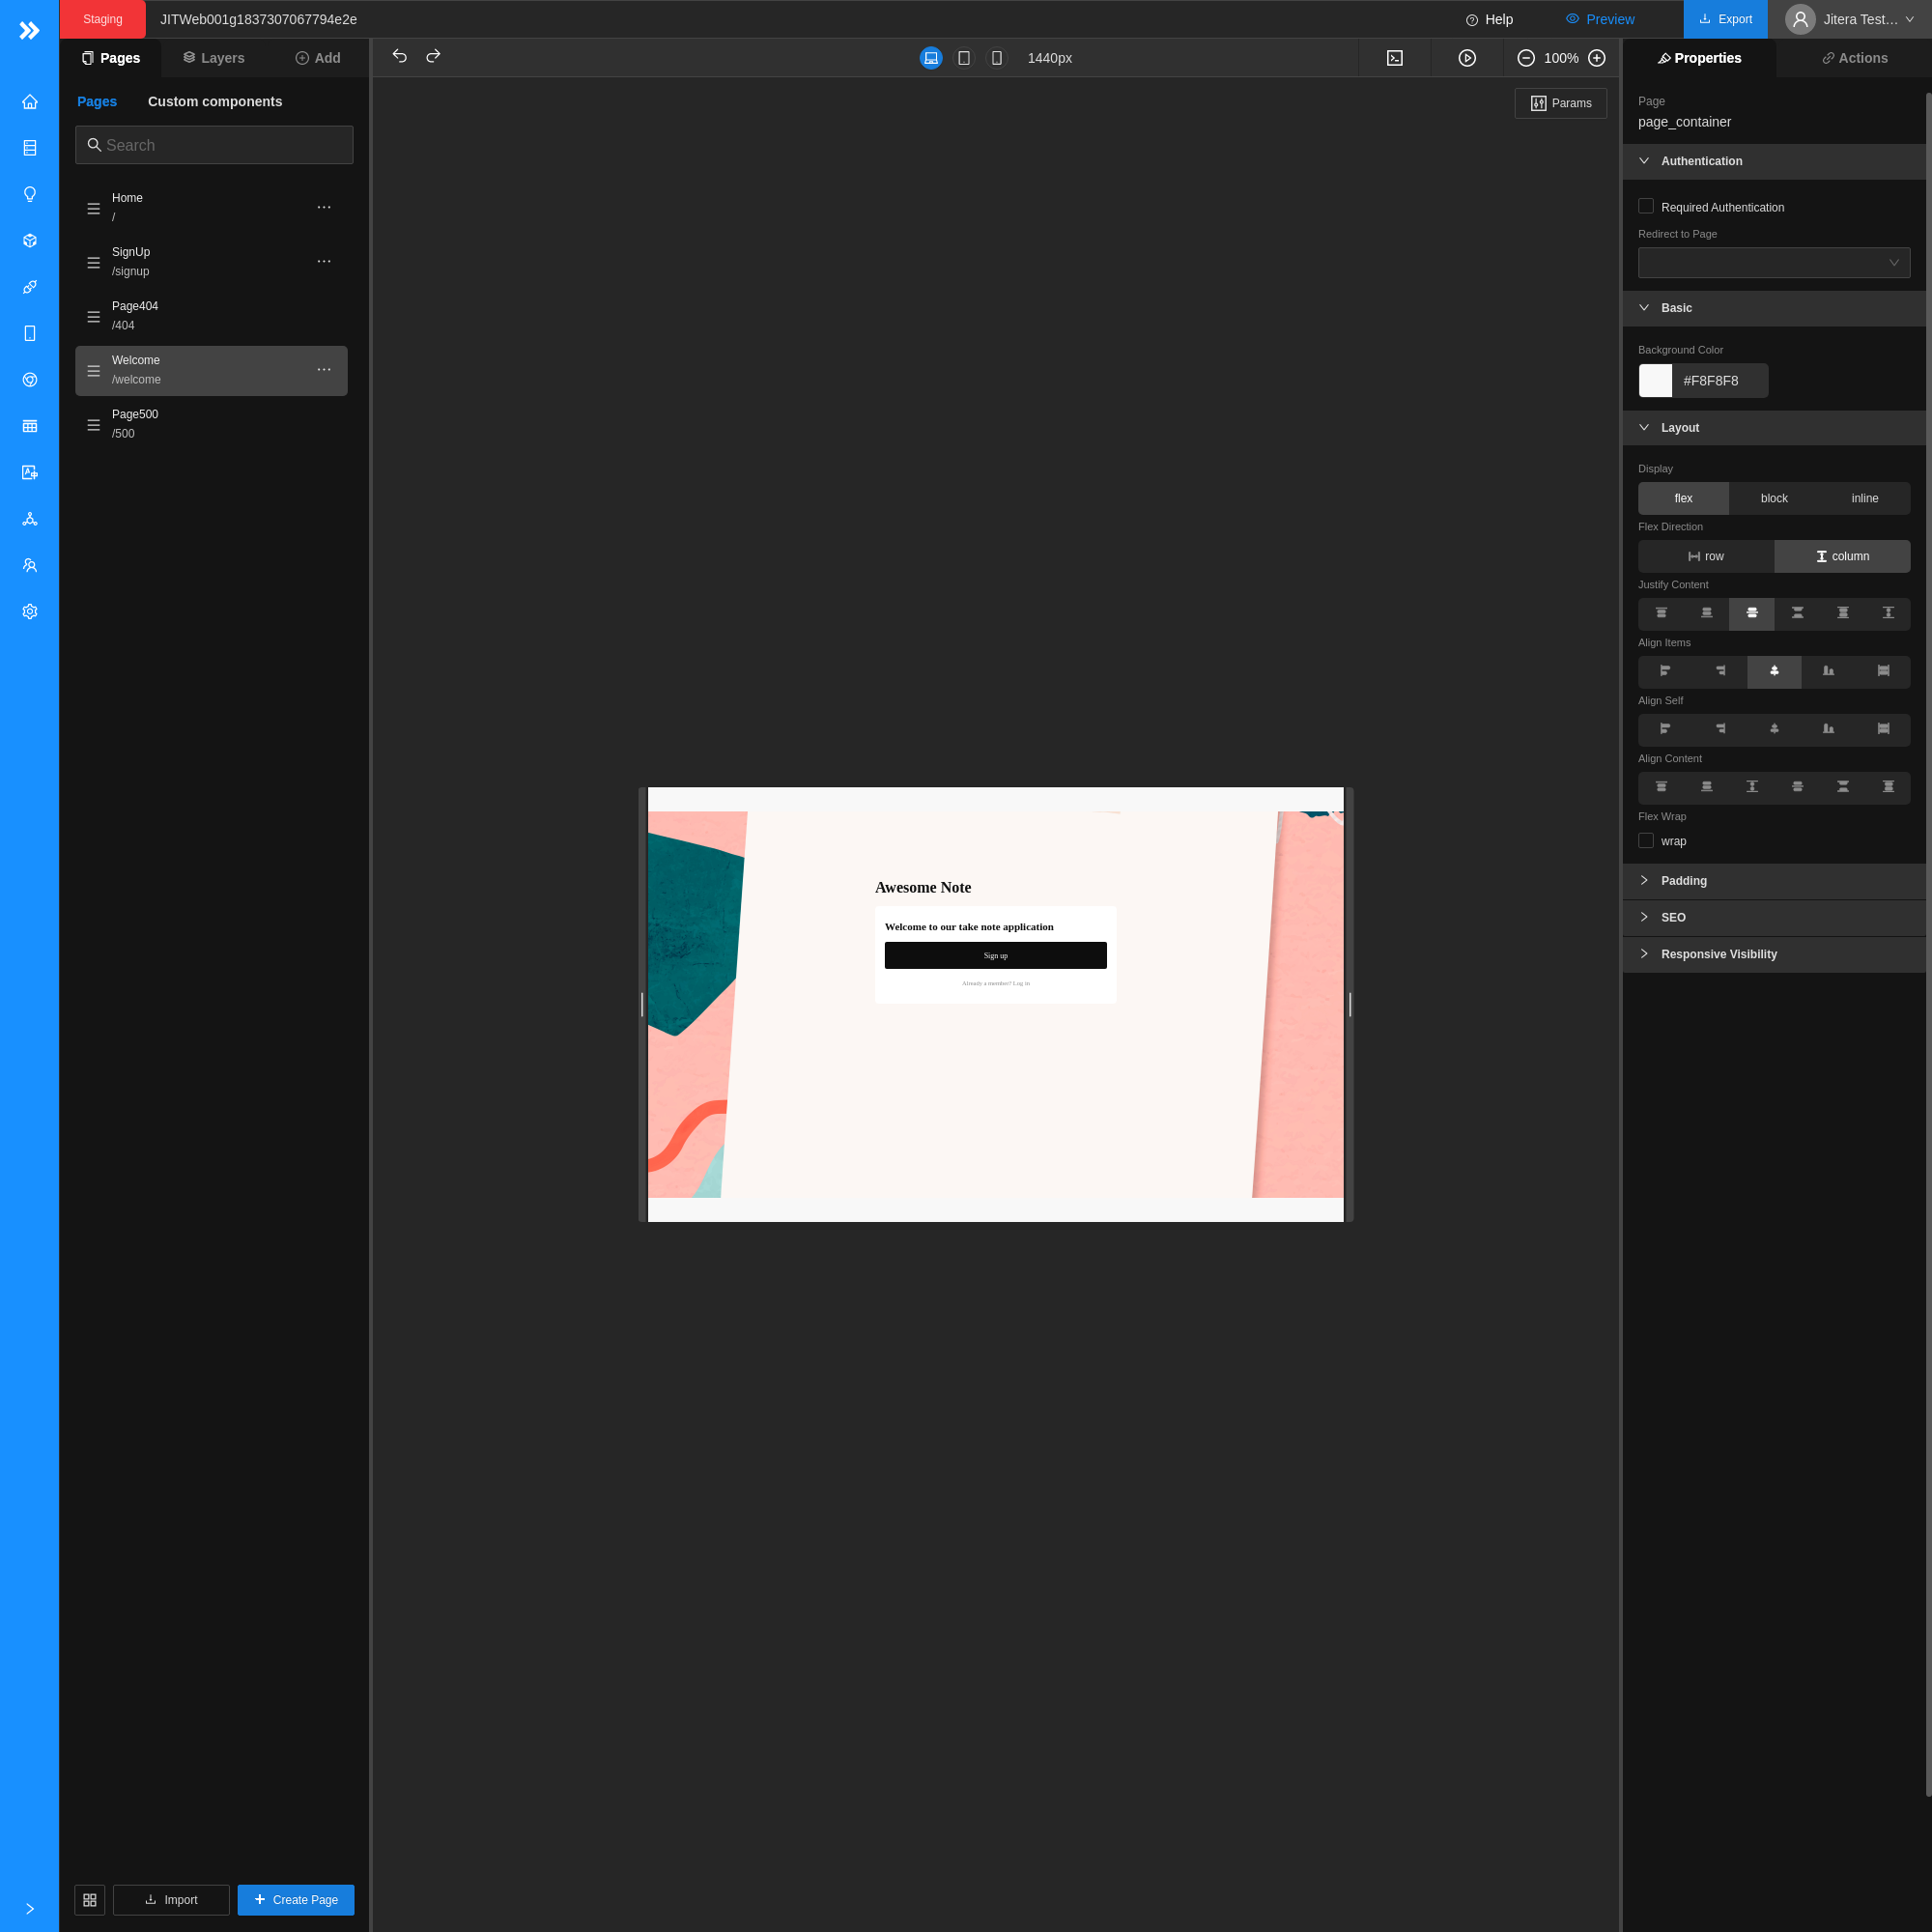 Staging
JITWeb001g1837307067794e2e
Help
Preview
Export
Jitera Test...
Pages
Layers
Add
1440px
100%
Properties
Actions
Pages
Custom components
Search
Home
/
SignUp
/signup
Page404
/404
Welcome
/welcome
Page500
/500
Import
Create Page
Params
Awesome Note
Welcome to our take note application
Sign up
Already a member? Log in
Page
page_container
Authentication
Required Authentication
Redirect to Page
Basic
Background Color
#F8F8F8
Layout
Display
flex
block
inline
Flex Direction
row
column
Justify Content
Align Items
Align Self
Align Content
Flex Wrap
wrap
Padding
SEO
Responsive Visibility